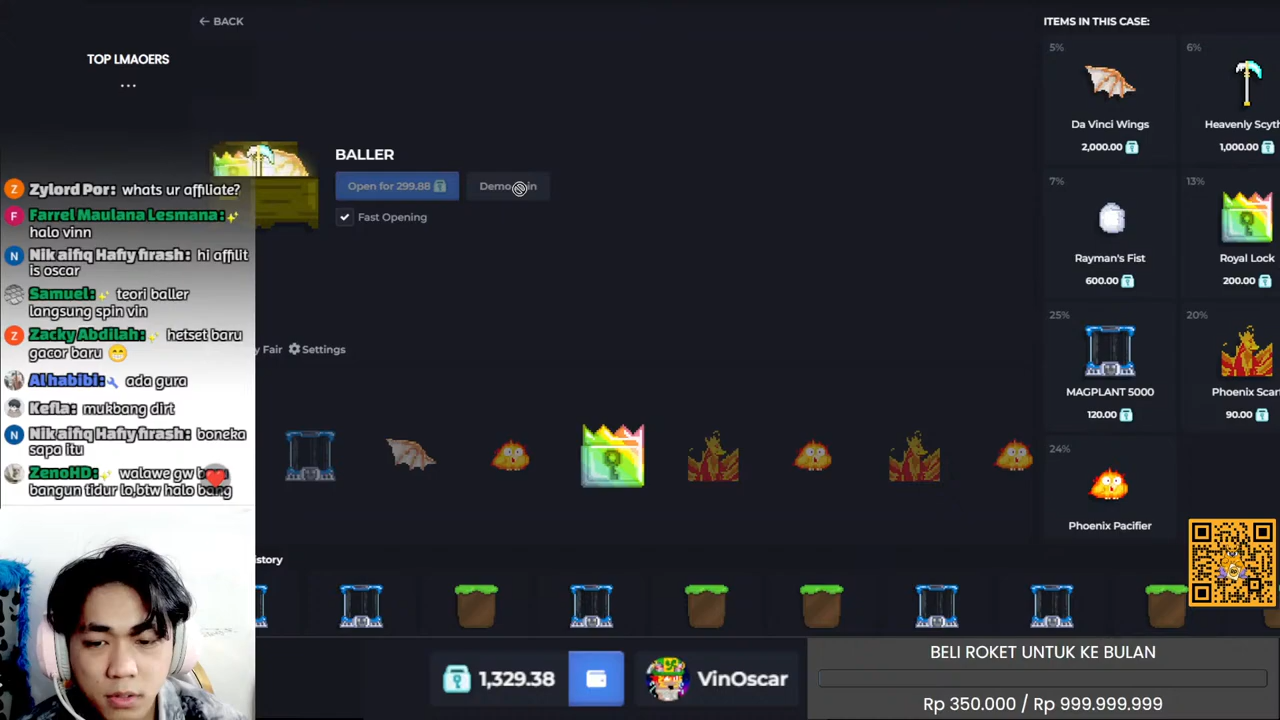 BACK
ITEMS IN THIS CASE:
TOP LMAOERS
...
5%
Da Vinci Wings
2,000.00
6%
1,000.00
BALLER
Open for 299.88
Fast Opening
7%
Rayman's Fist
600.00
13%
Royal Lock
200.00
25%
MAGPLANT 5000
120.00
20%
Phoenix
90.00
24%
Phoenix Pacifier
Zylord Por: whats ur affiliate?
Farrel Maulana Lesmana:
halo vinn
Nik aifiq Hafiy firash: hi affilit
is oscar
Samuel: teori baller
langsung spin vin
Zacky Abdilah: hetset baru
gacor baru
Al habibi: ada gura
Kefla: mukbang dirt
Nik aifiq Hafiy firash: boneka
sapa itu
ZenoHD: walawe gw
bangun tidur lo,btw halo bang
Fair Settings
1,329.38
VinOscar
BELI ROKET UNTUK KE BULAN
Rp 350.000 / Rp 999.999.999